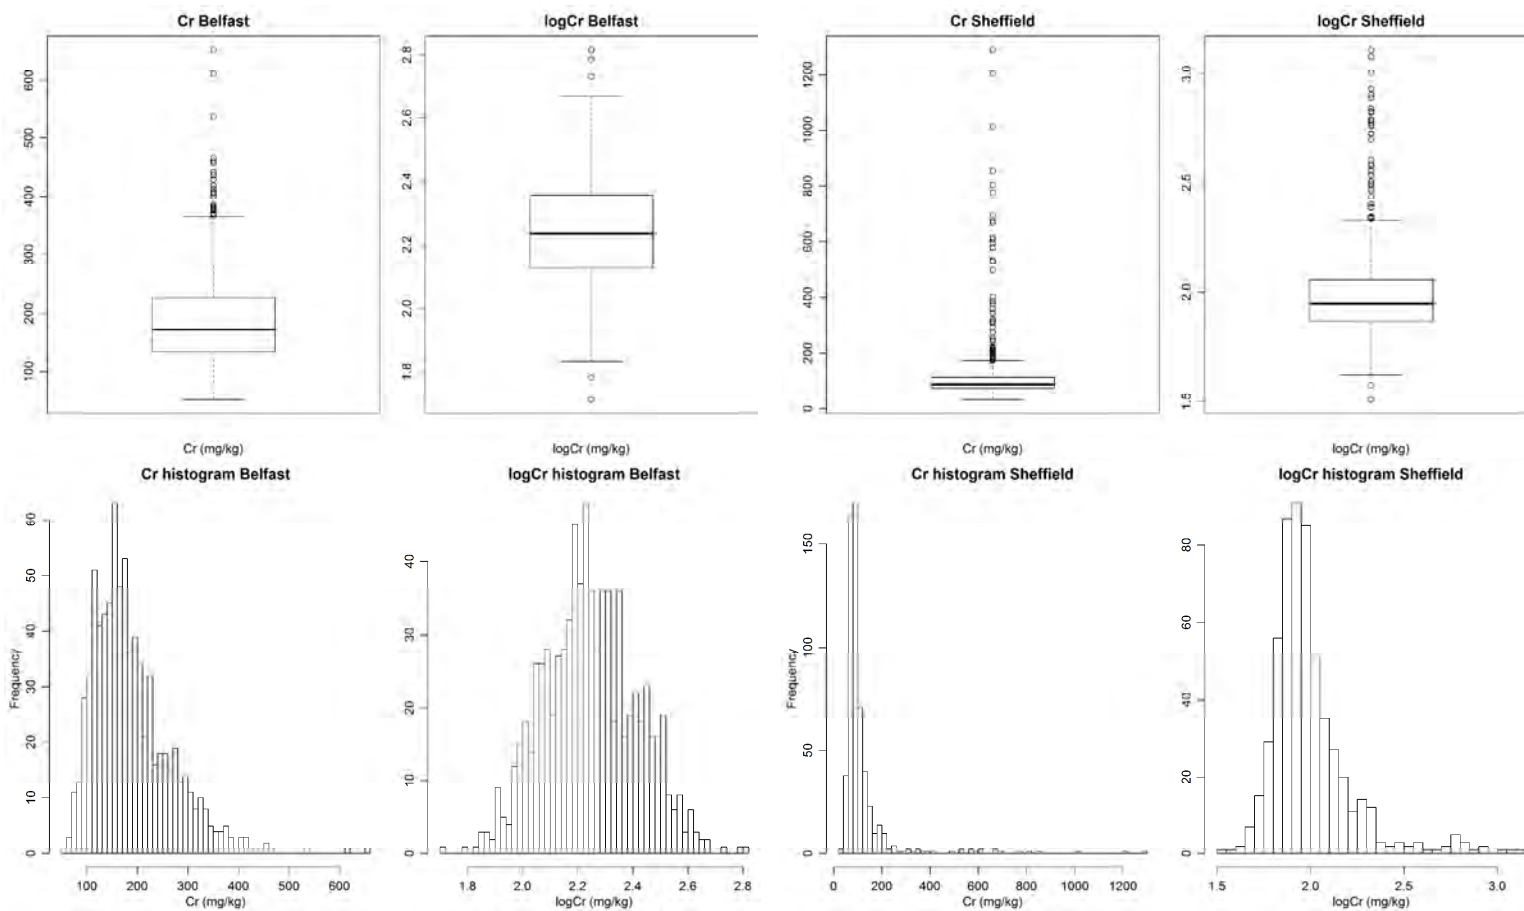 Cr Belfast
logCr Belfast
Cr Sheffield
logCr Sheffield
600
500
400
300
200
100
2.8
2.6
2.4
2.2
2.0
1.8
1200
1000
800
600
400
200
0
3.0
2.5
2.0
1.5
Cr (mg/kg)
logCr (mg/kg)
Cr (mg/kg)
logCr (mg/kg)
Cr histogram Belfast
logCr histogram Belfast
Cr histogram Sheffield
logCr histogram Sheffield
Frequency
60
50
40
30
20
10
0
40
30
20
10
0
Frequency
150
100
50
0
80
60
40
20
0
100 200 300 400 500 600
1.8 2.0 2.2 2.4 2.6 2.8
0 200 400 600 800 1000 1200
1.5 2.0 2.5 3.0
Cr (mg/kg)
logCr (mg/kg)
Cr (mg/kg)
logCr (mg/kg)